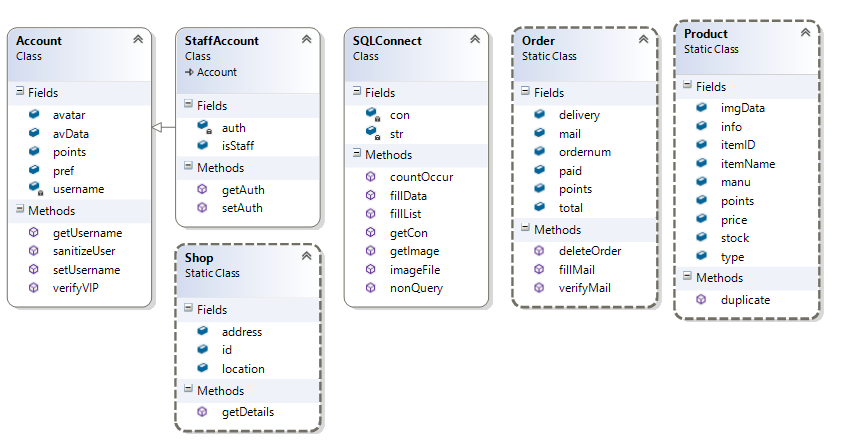 Account
Class
Fields
avatar
avData
points
pref
username
Methods
getUsername
sanitizeUser
setUsername
verifyVIP
StaffAccount
Class
Account
Fields
auth
isStaff
Methods
getAuth
setAuth
Shop
Static Class
Fields
address
id
location
Methods
getDetails
SQLConnect
Class
Fields
con
str
Methods
countOccur
fillData
fillList
getCon
getImage
imageFile
nonQuery
Order
Static Class
Fields
delivery
mail
ordernum
paid
points
total
Methods
deleteOrder
fillMail
verifyMail
Product
Static Class
Fields
imgData
info
itemID
itemName
manu
points
price
stock
type
Methods
duplicate